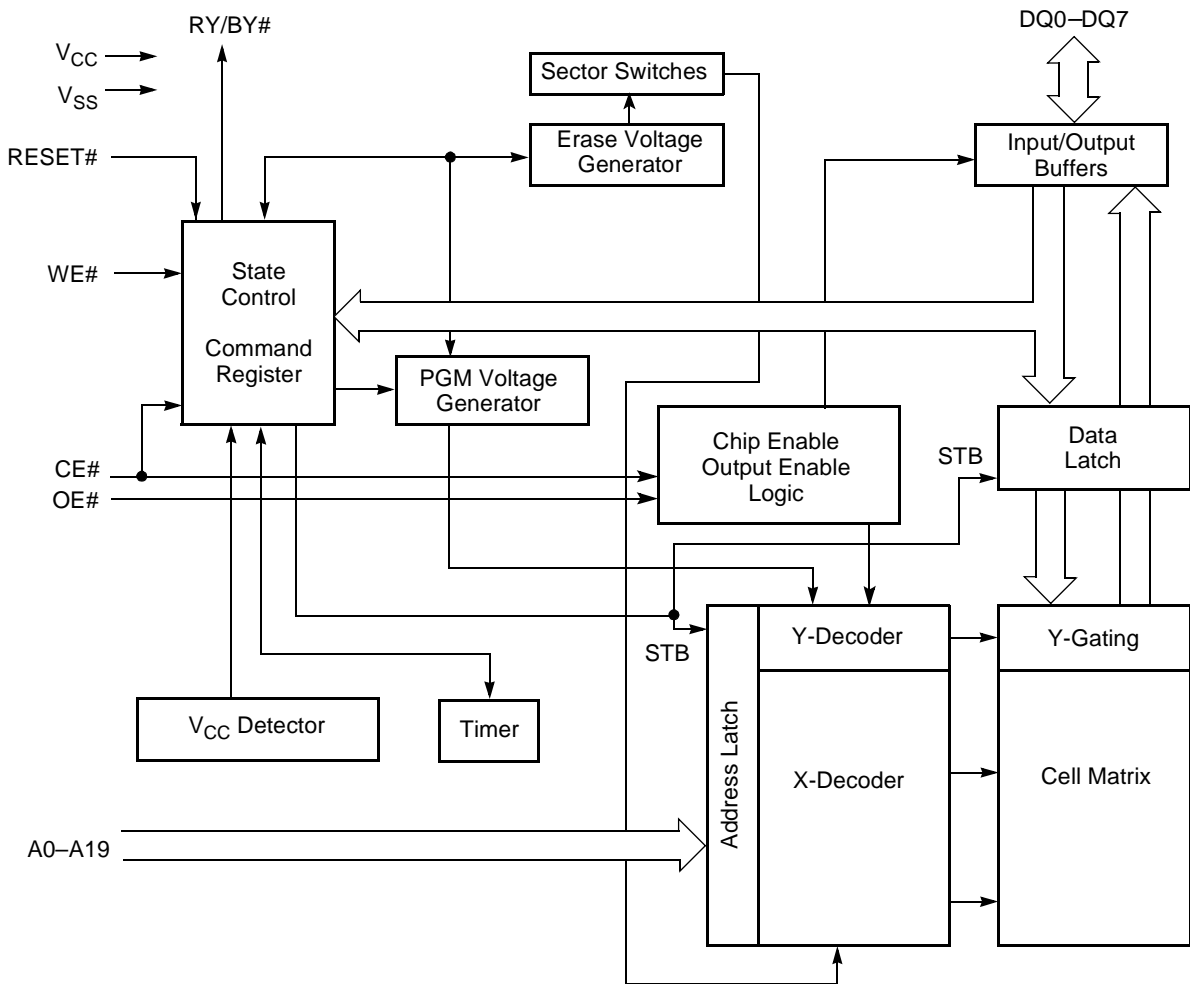 RY/BY#
DQ0–DQ7
VCC
VSS
Sector Switches
Erase Voltage
Generator
Input/Output
Buffers
RESET#
WE#
State
Control
Command
Register
PGM Voltage
Generator
Chip Enable
Output Enable
Logic
Data
Latch
STB
CE#
OE#
STB
Y-Decoder
Y-Gating
VCC Detector
Timer
Address Latch
X-Decoder
Cell Matrix
A0–A19